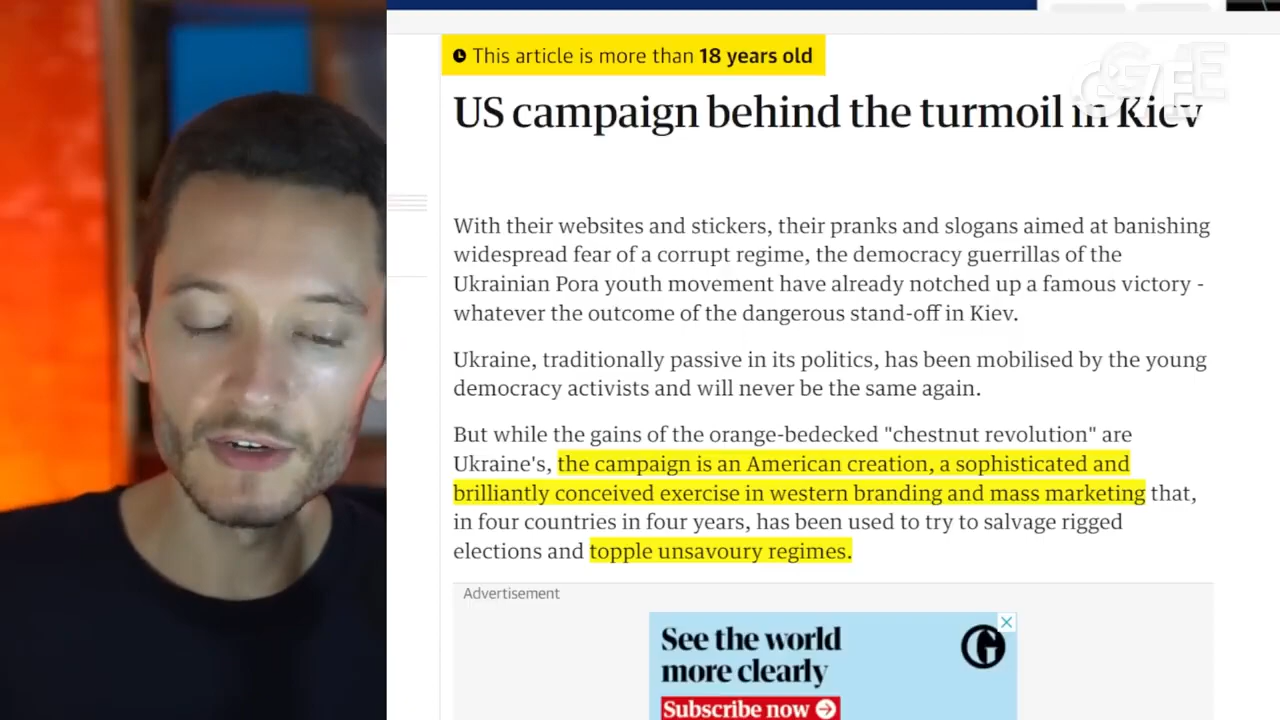 This article is more than 18 years old
US campaign behind the turmoil in Kiev
With their websites and stickers, their pranks and slogans aimed at banishing
widespread fear of a corrupt regime, the democracy guerrillas of the
Ukrainian Pora youth movement have already notched up a famous victory -
whatever the outcome of the dangerous stand-off in Kiev.
Ukraine, traditionally passive in its politics, has been mobilised by the young
democracy activists and will never be the same again.
But while the gains of the orange-bedecked "chestnut revolution" are
Ukraine's, the campaign is an American creation, a sophisticated and
brilliantly conceived exercise in western branding and mass marketing that,
in four countries in four years, has been used to try to salvage rigged
elections and topple unsavoury regimes.
Advertisement
See the world
more clearly
Subscribe now